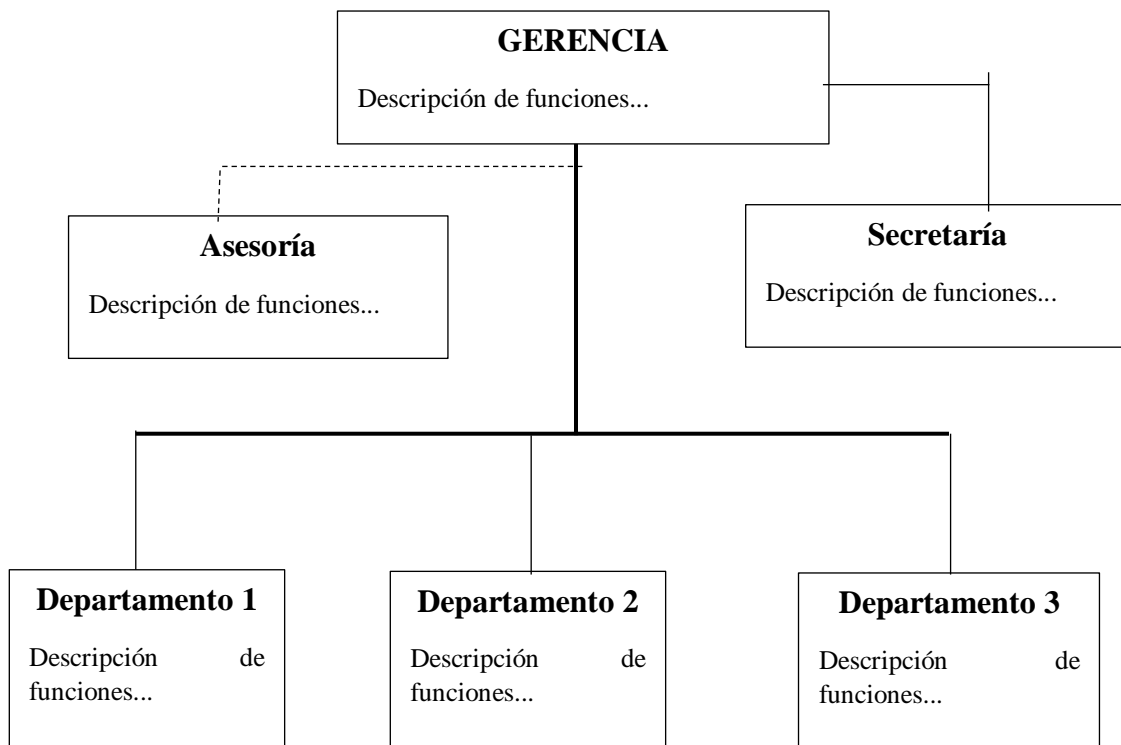 GERENCIA
Descripción de funciones...
Asesoría
Descripción de funciones...
Secretaría
Descripción de funciones...
Departamento 1
Descripción de
funciones...
Departamento 2
Descripción de
funciones...
Departamento 3
Descripción de
funciones...